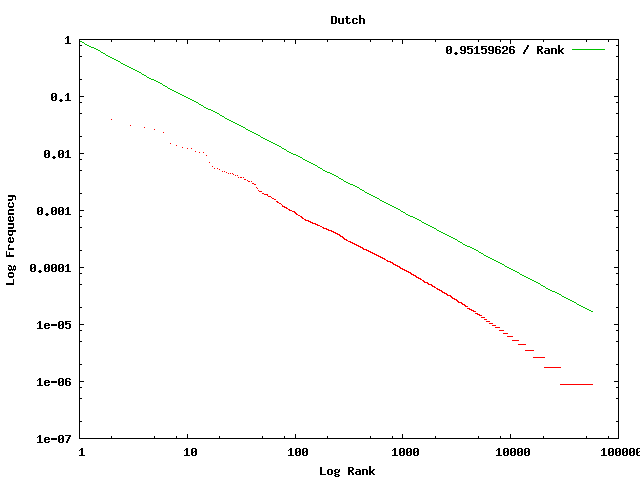 Dutch
1
0.95159626 / Rank
0.1
0.01
0.001
0.0001
1e-05
1e-06
1e-07
Log Frequency
1 10 100 1000 10000 100000
Log Rank